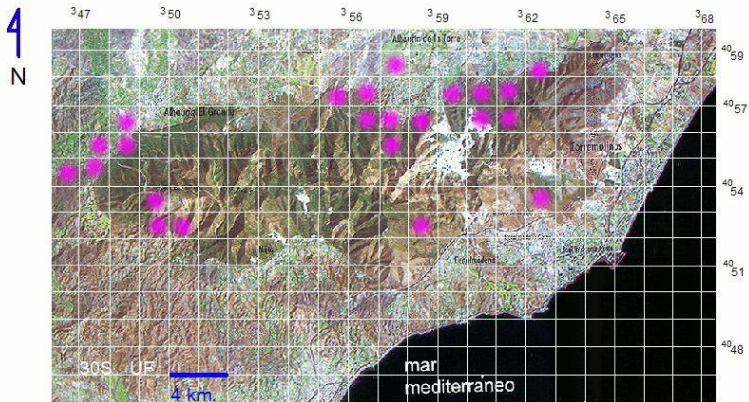 3 47 3 50 3 53 3 56 3 59 3 62 3 65 3 68
N
Alhaurín de la Torre
40 59
Alhaurín El Grande
40 57
Torremolinos
40 54
Mijas
Benalmádena
40 51
40 48
30S UF
4 km.
mar
mediterráneo